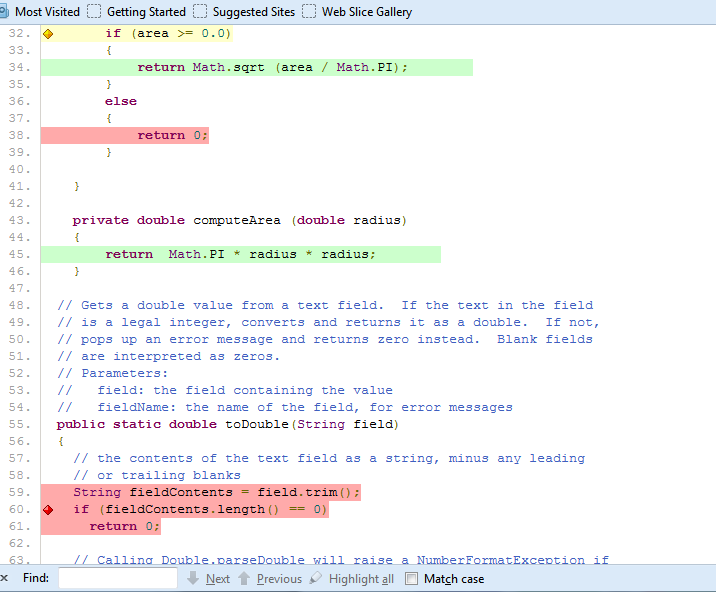 Most Visited Getting Started Suggested Sites Web Slice Gallery
32. if (area >= 0.0)
33. {
34. return Math.sqrt (area / Math.PI);
35. }
36. else
37. {
38. return 0;
39. }
40.
41. }
42.
43. private double computeArea (double radius)
44. {
45. return  Math.PI * radius * radius;
46. }
47.
48. // Gets a double value from a text field.  If the text in the field
49. // is a legal integer, converts and returns it as a double.  If not,
50. // pops up an error message and returns zero instead.  Blank fields
51. // are interpreted as zeros.
52. // Parameters:
53. //   field: the field containing the value
54. //   fieldName: the name of the field, for error messages
55. public static double toDouble(String field)
56. {
57. // the contents of the text field as a string, minus any leading
58. // or trailing blanks
59. String fieldContents = field.trim();
60. if (fieldContents.length() == 0)
61. return 0;
62.
63. // Calling Double.parseDouble will raise a NumberFormatException if
× Find: Next Previous Highlight all Match case